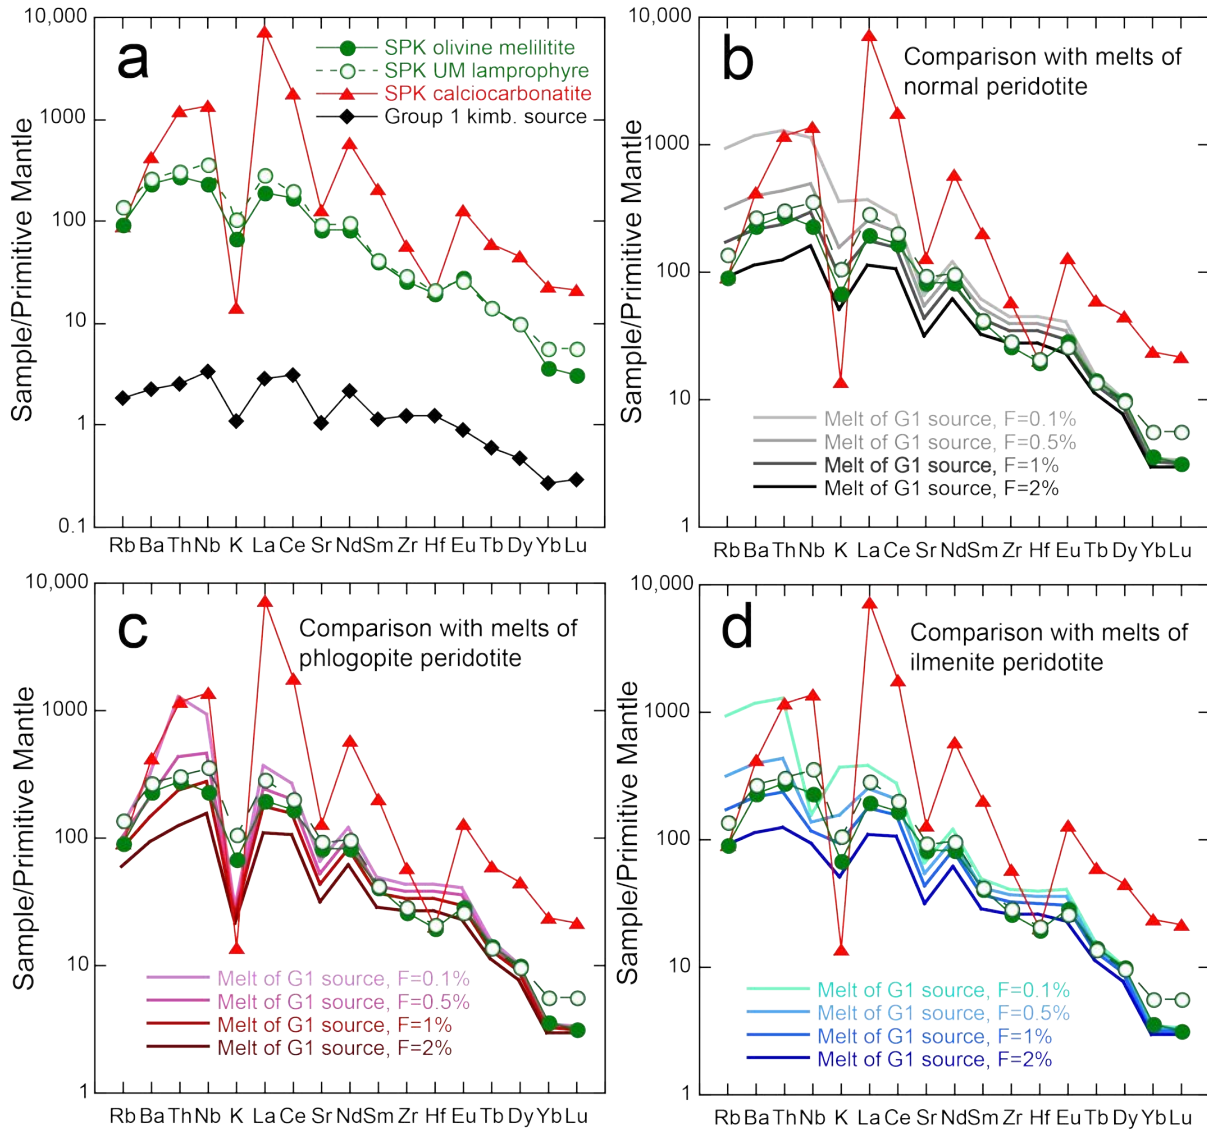 a
SPK olivine melilitite
SPK UM lamprophyre
SPK calciocarbonatite
Group 1 kimb. source
10,000
1000
100
10
1
0.1
Sample/Primitive Mantle
Rb Ba Th Nb K La Ce Sr Nd Sm Zr Hf Eu Tb Dy Yb Lu
b
Comparison with melts of
normal peridotite
10,000
1000
100
10
1
Sample/Primitive Mantle
Melt of G1 source, F=0.1%
Melt of G1 source, F=0.5%
Melt of G1 source, F=1%
Melt of G1 source, F=2%
Rb Ba Th Nb K La Ce Sr Nd Sm Zr Hf Eu Tb Dy Yb Lu
c
Comparison with melts of
phlogopite peridotite
10,000
1000
100
10
1
Sample/Primitive Mantle
Melt of G1 source, F=0.1%
Melt of G1 source, F=0.5%
Melt of G1 source, F=1%
Melt of G1 source, F=2%
Rb Ba Th Nb K La Ce Sr Nd Sm Zr Hf Eu Tb Dy Yb Lu
d
Comparison with melts of
ilmenite peridotite
10,000
1000
100
10
1
Sample/Primitive Mantle
Melt of G1 source, F=0.1%
Melt of G1 source, F=0.5%
Melt of G1 source, F=1%
Melt of G1 source, F=2%
Rb Ba Th Nb K La Ce Sr Nd Sm Zr Hf Eu Tb Dy Yb Lu